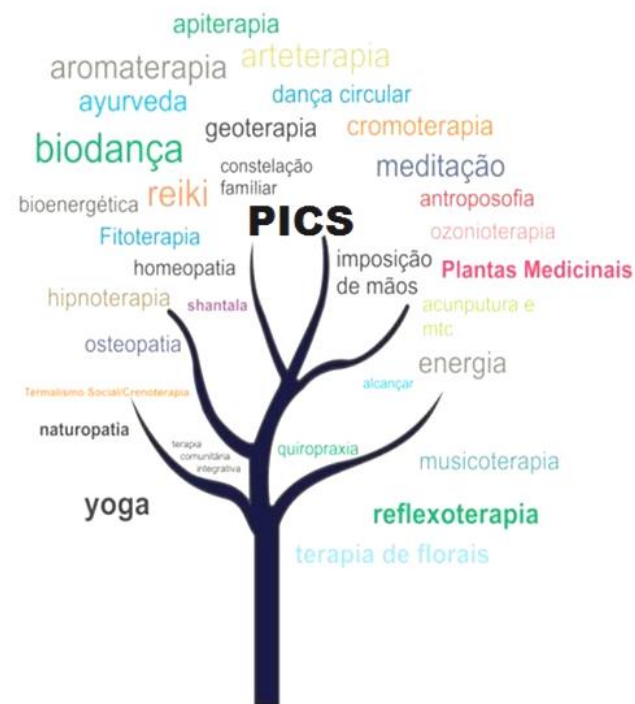 apiterapia
arteterapia
aromaterapia
ayurveda
dança circular
geoterapia
cromoterapia
biodança
constelação
familiar
meditação
bioenergética
reiki
antroposofia
PICS
Fitoterapia
ozonioterapia
homeopatia
imposição
de mãos
Plantas Medicinais
hipnoterapia
shantala
acunputura e
mtc
osteopatia
energia
Termalismo Social/Crenoterapia
alcançar
naturopatia
terapia
comunitária
integrativa
quiropraxia
musicoterapia
yoga
reflexoterapia
terapia de florais